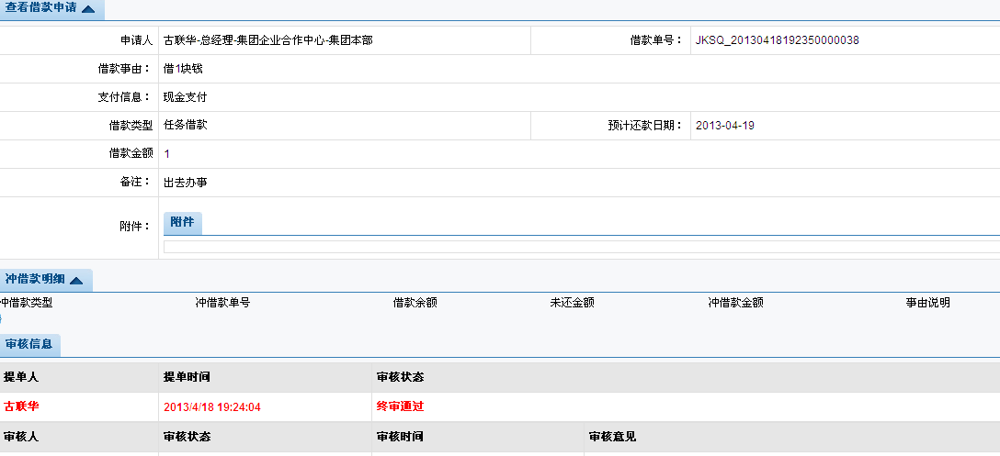 查看借款申请
申请人 古联华-总经理-集团企业合作中心-集团本部 借款单号： JKSQ_20130418192350000038
借款事由： 借1块钱
支付信息： 现金支付
借款类型 任务借款 预计还款日期： 2013-04-19
借款金额 1
备注： 出去办事
附件： 附件
冲借款明细
冲借款类型 冲借款单号 借款余额 未还金额 冲借款金额 事由说明
审核信息
提单人 提单时间 审核状态
古联华 2013/4/18 19:24:04 终审通过
审核人 审核状态 审核时间 审核意见